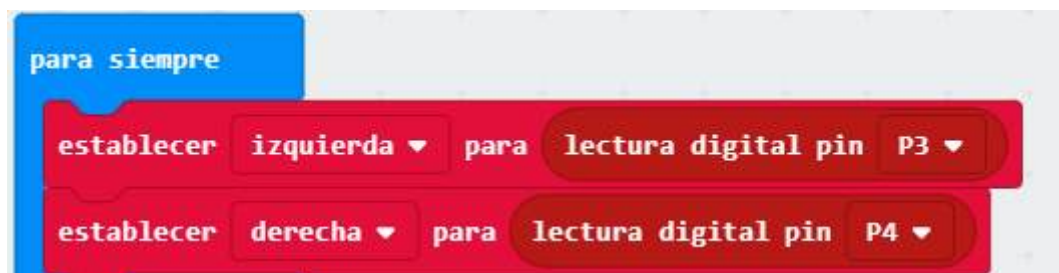 para siempre
establecer izquierda para lectura digital pin P3
establecer derecha para lectura digital pin P4